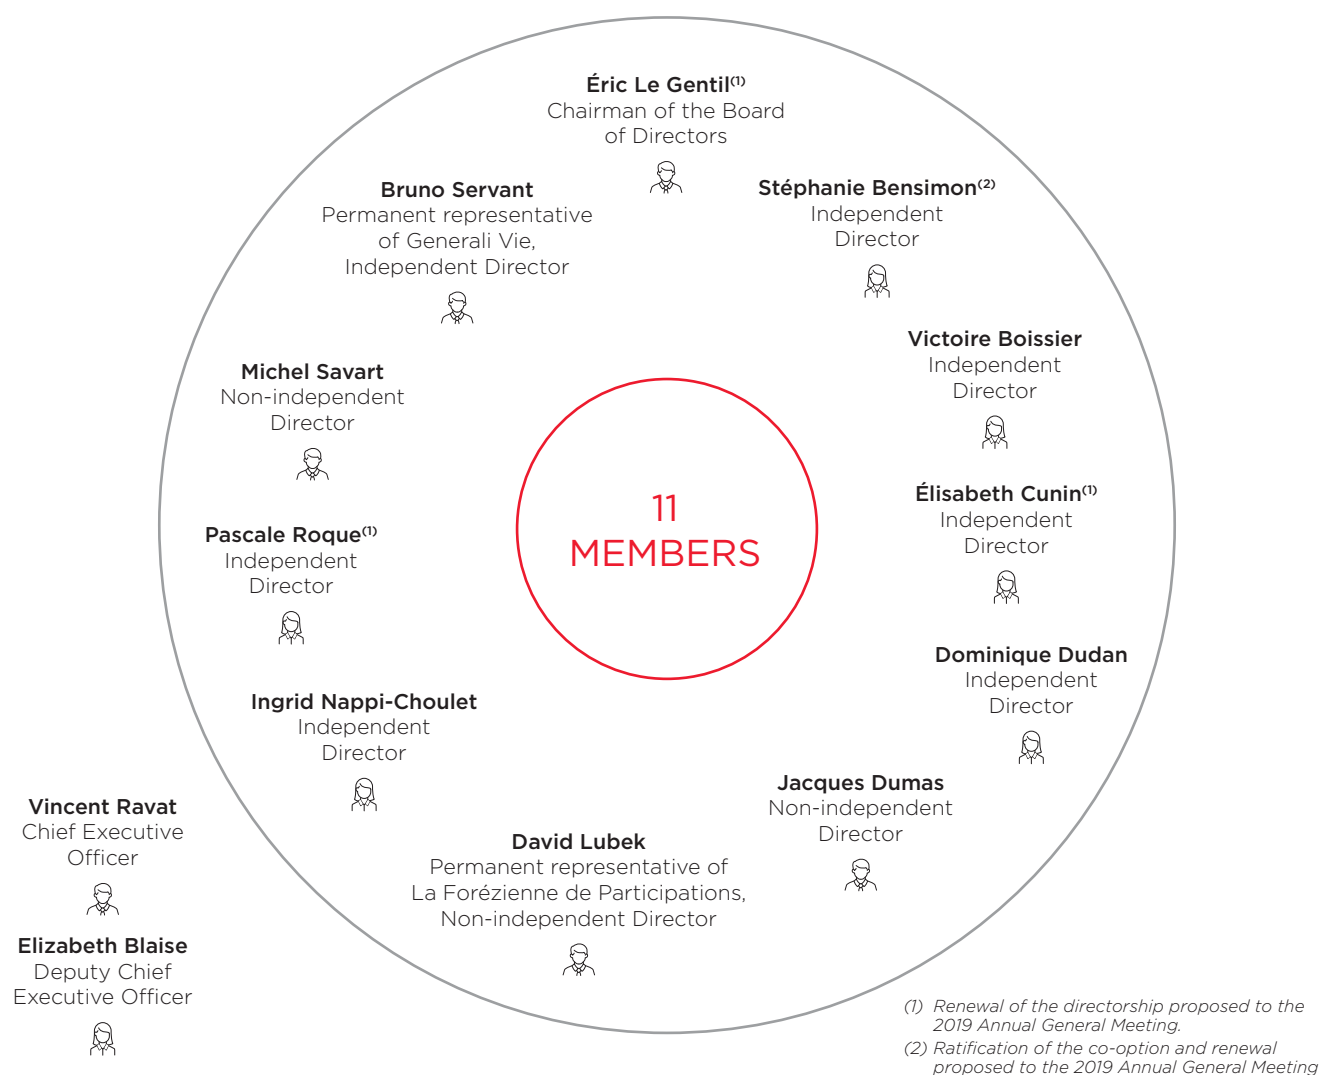 Éric Le Gentil(1)
Chairman of the Board
of Directors
Stéphanie Bensimon(2)
Independent
Director
Victoire Boissier
Independent
Director
Élisabeth Cunin(1)
Independent
Director
Dominique Dudan
Independent
Director
Jacques Dumas
Non-independent
Director
David Lubek
Permanent representative of
La Forézienne de Participations,
Non-independent Director
Ingrid Nappi-Choulet
Independent
Director
Pascale Roque(1)
Independent
Director
Michel Savart
Non-independent
Director
Bruno Servant
Permanent representative
of Generali Vie,
Independent Director
11
MEMBERS
Vincent Ravat
Chief Executive
Officer
Elizabeth Blaise
Deputy Chief
Executive Officer
(1) Renewal of the directorship proposed to the
2019 Annual General Meeting.
(2) Ratification of the co-option and renewal
proposed to the 2019 Annual General Meeting